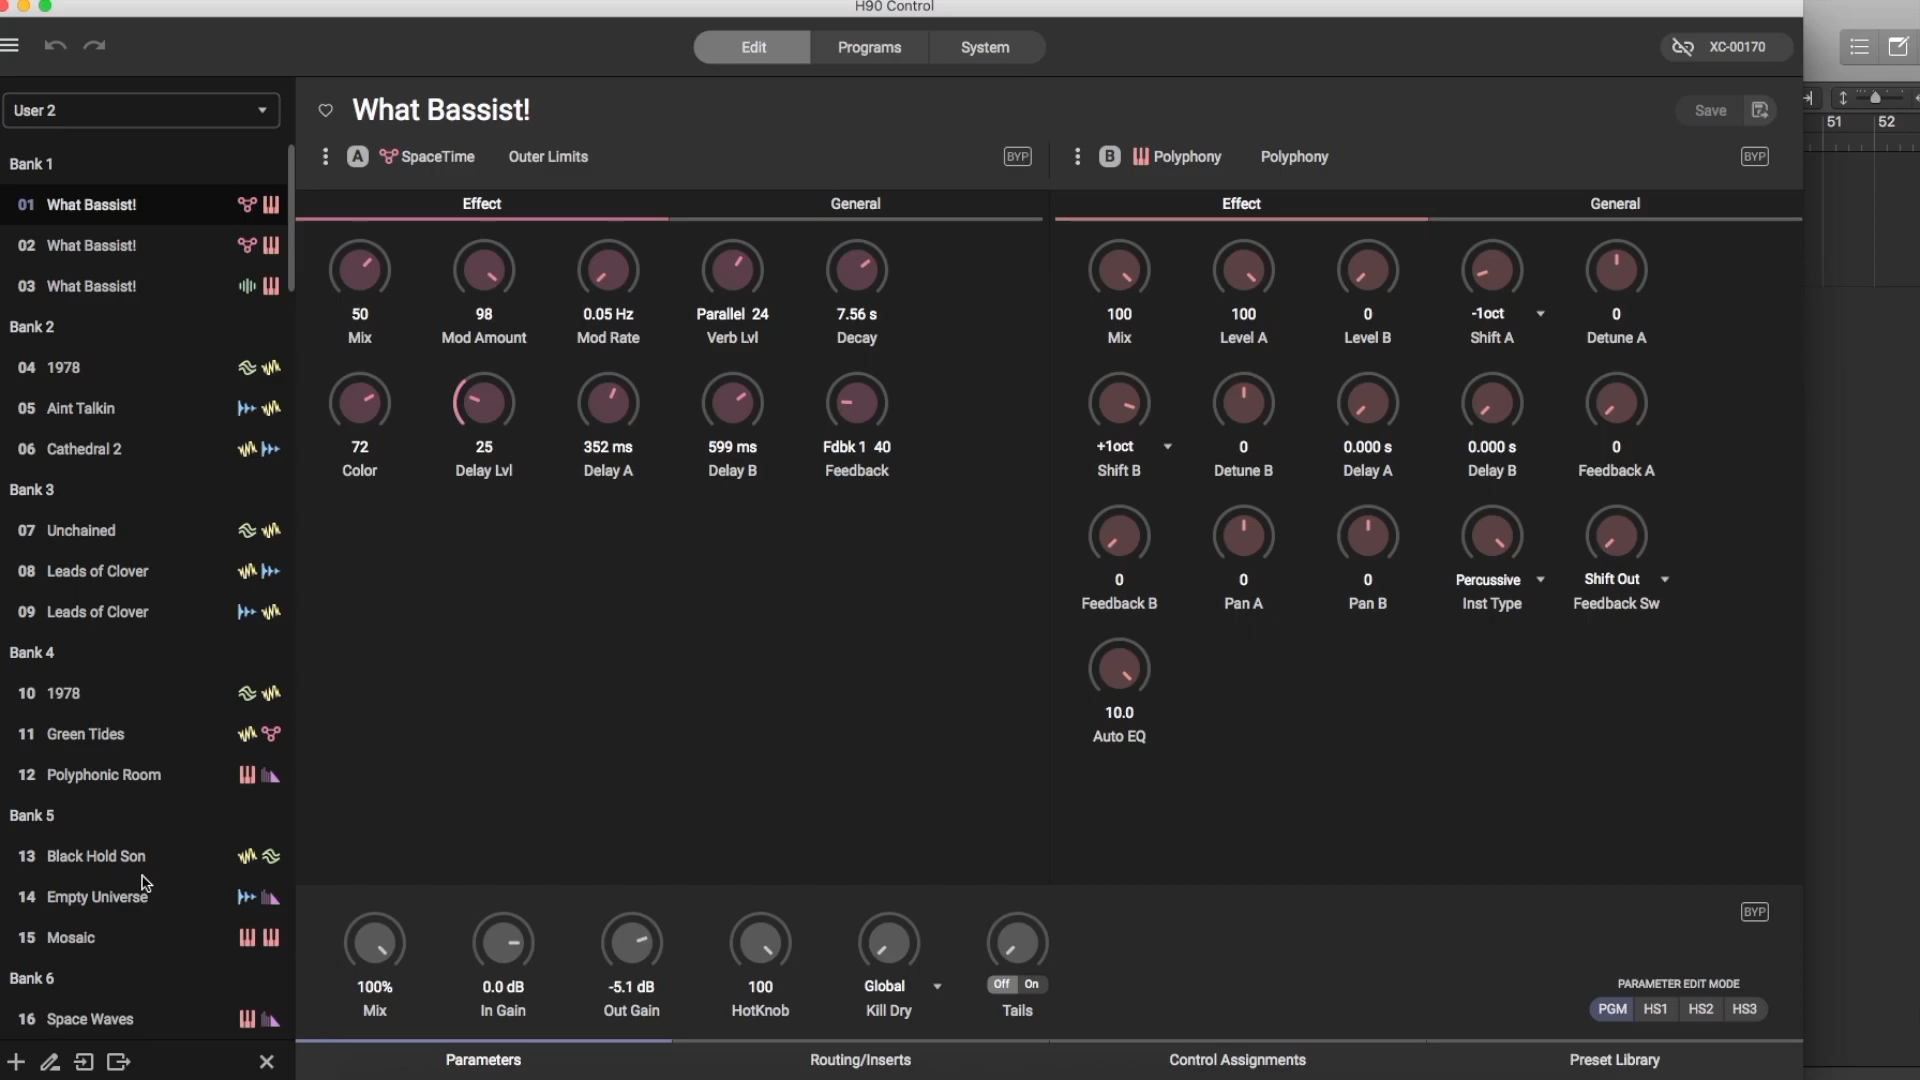 H90 Control
Edit
Programs
System
XC-00170
User 2
What Bassist!
Save
51
52
A
SpaceTime
Outer Limits
BYP
B
Polyphony
Polyphony
BYP
Bank 1
01 What Bassist!
02 What Bassist!
03 What Bassist!
Bank 2
04 1978
05 Aint Talkin
06 Cathedral 2
Bank 3
07 Unchained
08 Leads of Clover
09 Leads of Clover
Bank 4
10 1978
11 Green Tides
12 Polyphonic Room
Bank 5
13 Black Hold Son
14 Empty Universe
15 Mosaic
Bank 6
16 Space Waves
Effect
General
50
98
0.05 Hz
Parallel 24
7.56 s
Mix
Mod Amount
Mod Rate
Verb Lvl
Decay
72
25
352 ms
599 ms
Fdbk 1 40
Color
Delay Lvl
Delay A
Delay B
Feedback
Effect
General
100
100
0
-1oct
0
Mix
Level A
Level B
Shift A
Detune A
+1oct
0
0.000 s
0.000 s
0
Shift B
Detune B
Delay A
Delay B
Feedback A
0
0
0
Percussive
Shift Out
Feedback B
Pan A
Pan B
Inst Type
Feedback Sw
10.0
Auto EQ
BYP
100%
0.0 dB
-5.1 dB
100
Global
Off On
Mix
In Gain
Out Gain
HotKnob
Kill Dry
Tails
PARAMETER EDIT MODE
PGM HS1 HS2 HS3
Parameters
Routing/Inserts
Control Assignments
Preset Library